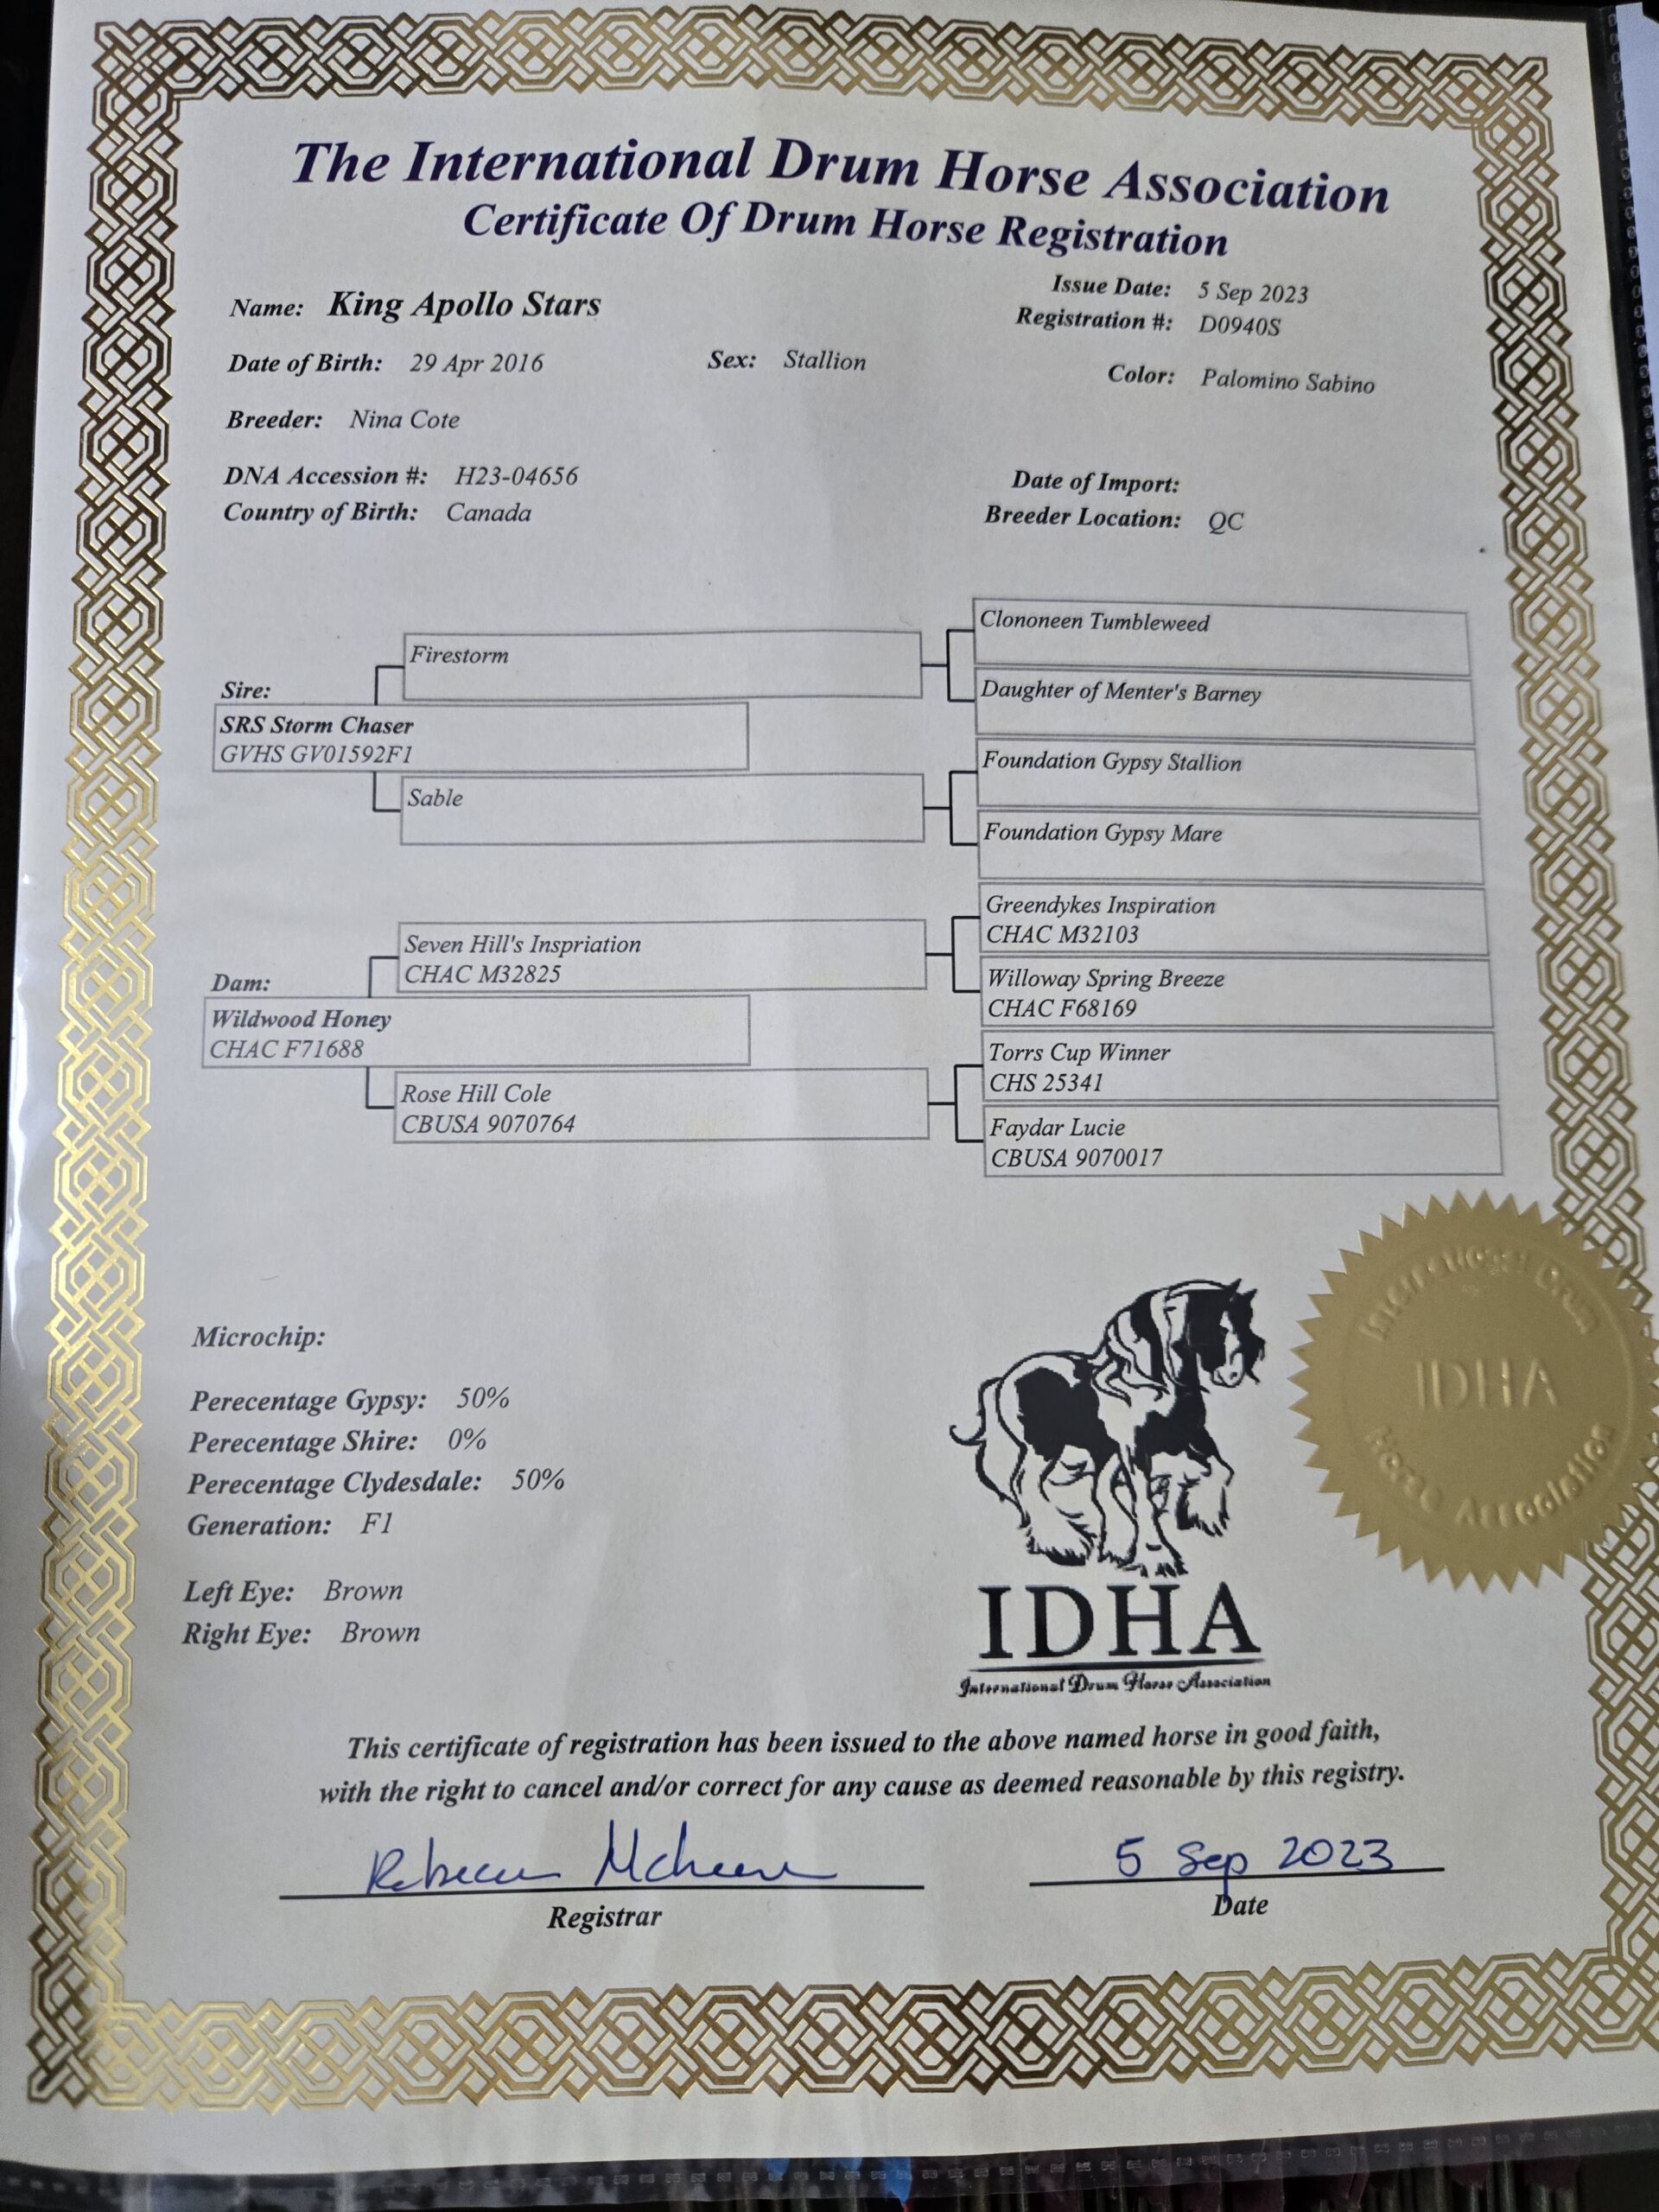 The International Drum Horse Association
Certificate Of Drum Horse Registration
Name: King Apollo Stars
Issue Date: 5 Sep 2023
Registration #: D0940S
Date of Birth: 29 Apr 2016
Sex: Stallion
Color: Palomino Sabino
Breeder: Nina Cote
DNA Accession #: H23-04656
Date of Import:
Country of Birth: Canada
Breeder Location: QC
Clononeen Tumbleweed
Firestorm
Daughter of Menter's Barney
Sire:
SRS Storm Chaser
GVHS GV01592F1
Foundation Gypsy Stallion
Sable
Foundation Gypsy Mare
Greendykes Inspiration
CHAC M32103
Seven Hill's Inspriation
CHAC M32825
Willoway Spring Breeze
CHAC F68169
Dam:
Wildwood Honey
CHAC F71688
Torrs Cup Winner
CHS 25341
Rose Hill Cole
CBUSA 9070764
Faydar Lucie
CBUSA 9070017
International Drum
IDHA
Horse Association
Microchip:
Perecentage Gypsy: 50%
Perecentage Shire: 0%
Perecentage Clydesdale: 50%
Generation: F1
Left Eye: Brown
Right Eye: Brown
IDHA
International Drum Horse Association
This certificate of registration has been issued to the above named horse in good faith,
with the right to cancel and/or correct for any cause as deemed reasonable by this registry.
Rebecca
5 Sep 2023
Registrar
Date